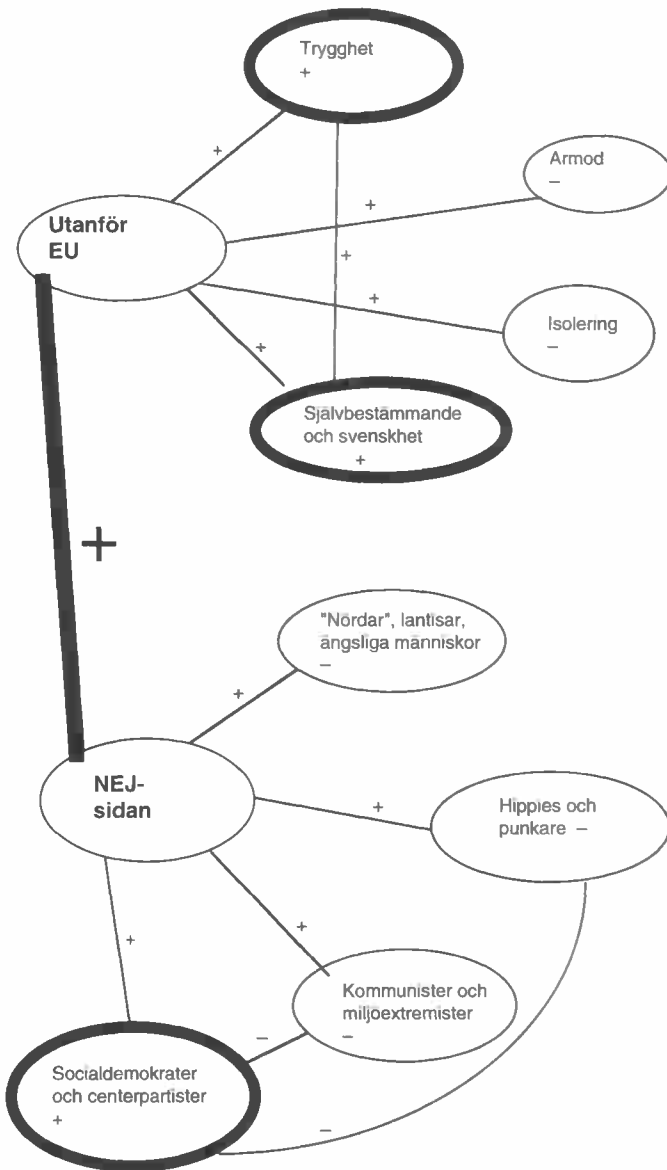 Trygghet
+
+
Armod
–
Utanför
EU
+
+
+
Isolering
–
+
Självbestämmande
och svenskhet
+
+
"Nördar", lantisar,
ängsliga människor
–
+
NEJ-
sidan
+
Hippies och
punkare –
+
+
Kommunister och
miljöextremister
–
–
Socialdemokrater
och centerpartister
+
–